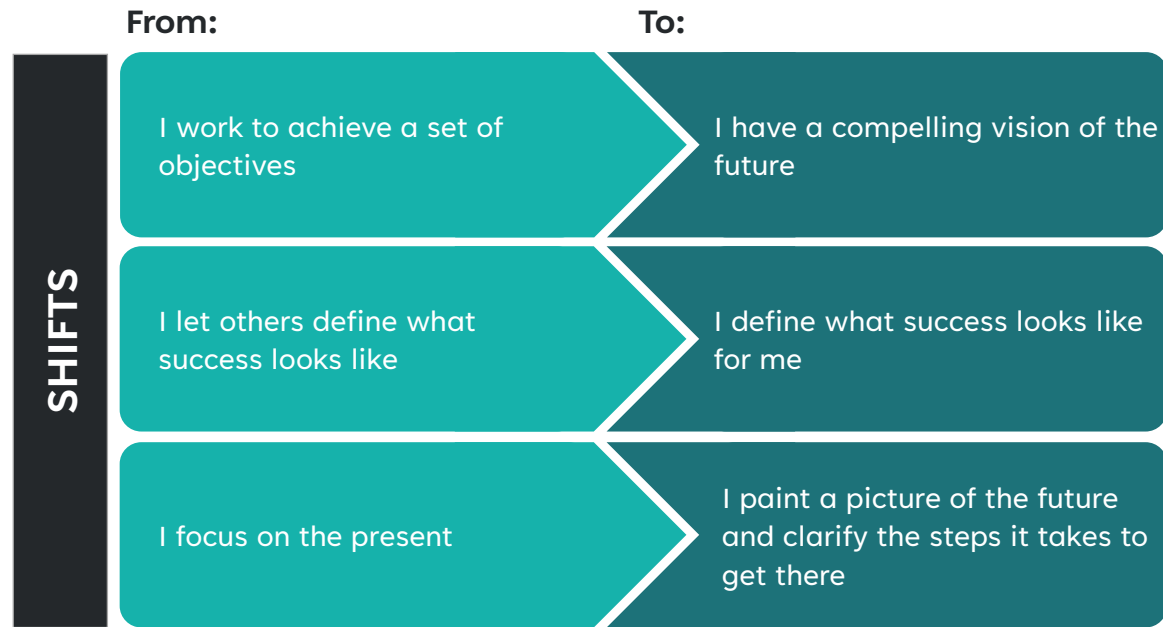 From:
To:
SHIFTS
I work to achieve a set of
objectives
I have a compelling vision of the
future
I let others define what
success looks like
I define what success looks like
for me
I focus on the present
I paint a picture of the future
and clarify the steps it takes to
get there